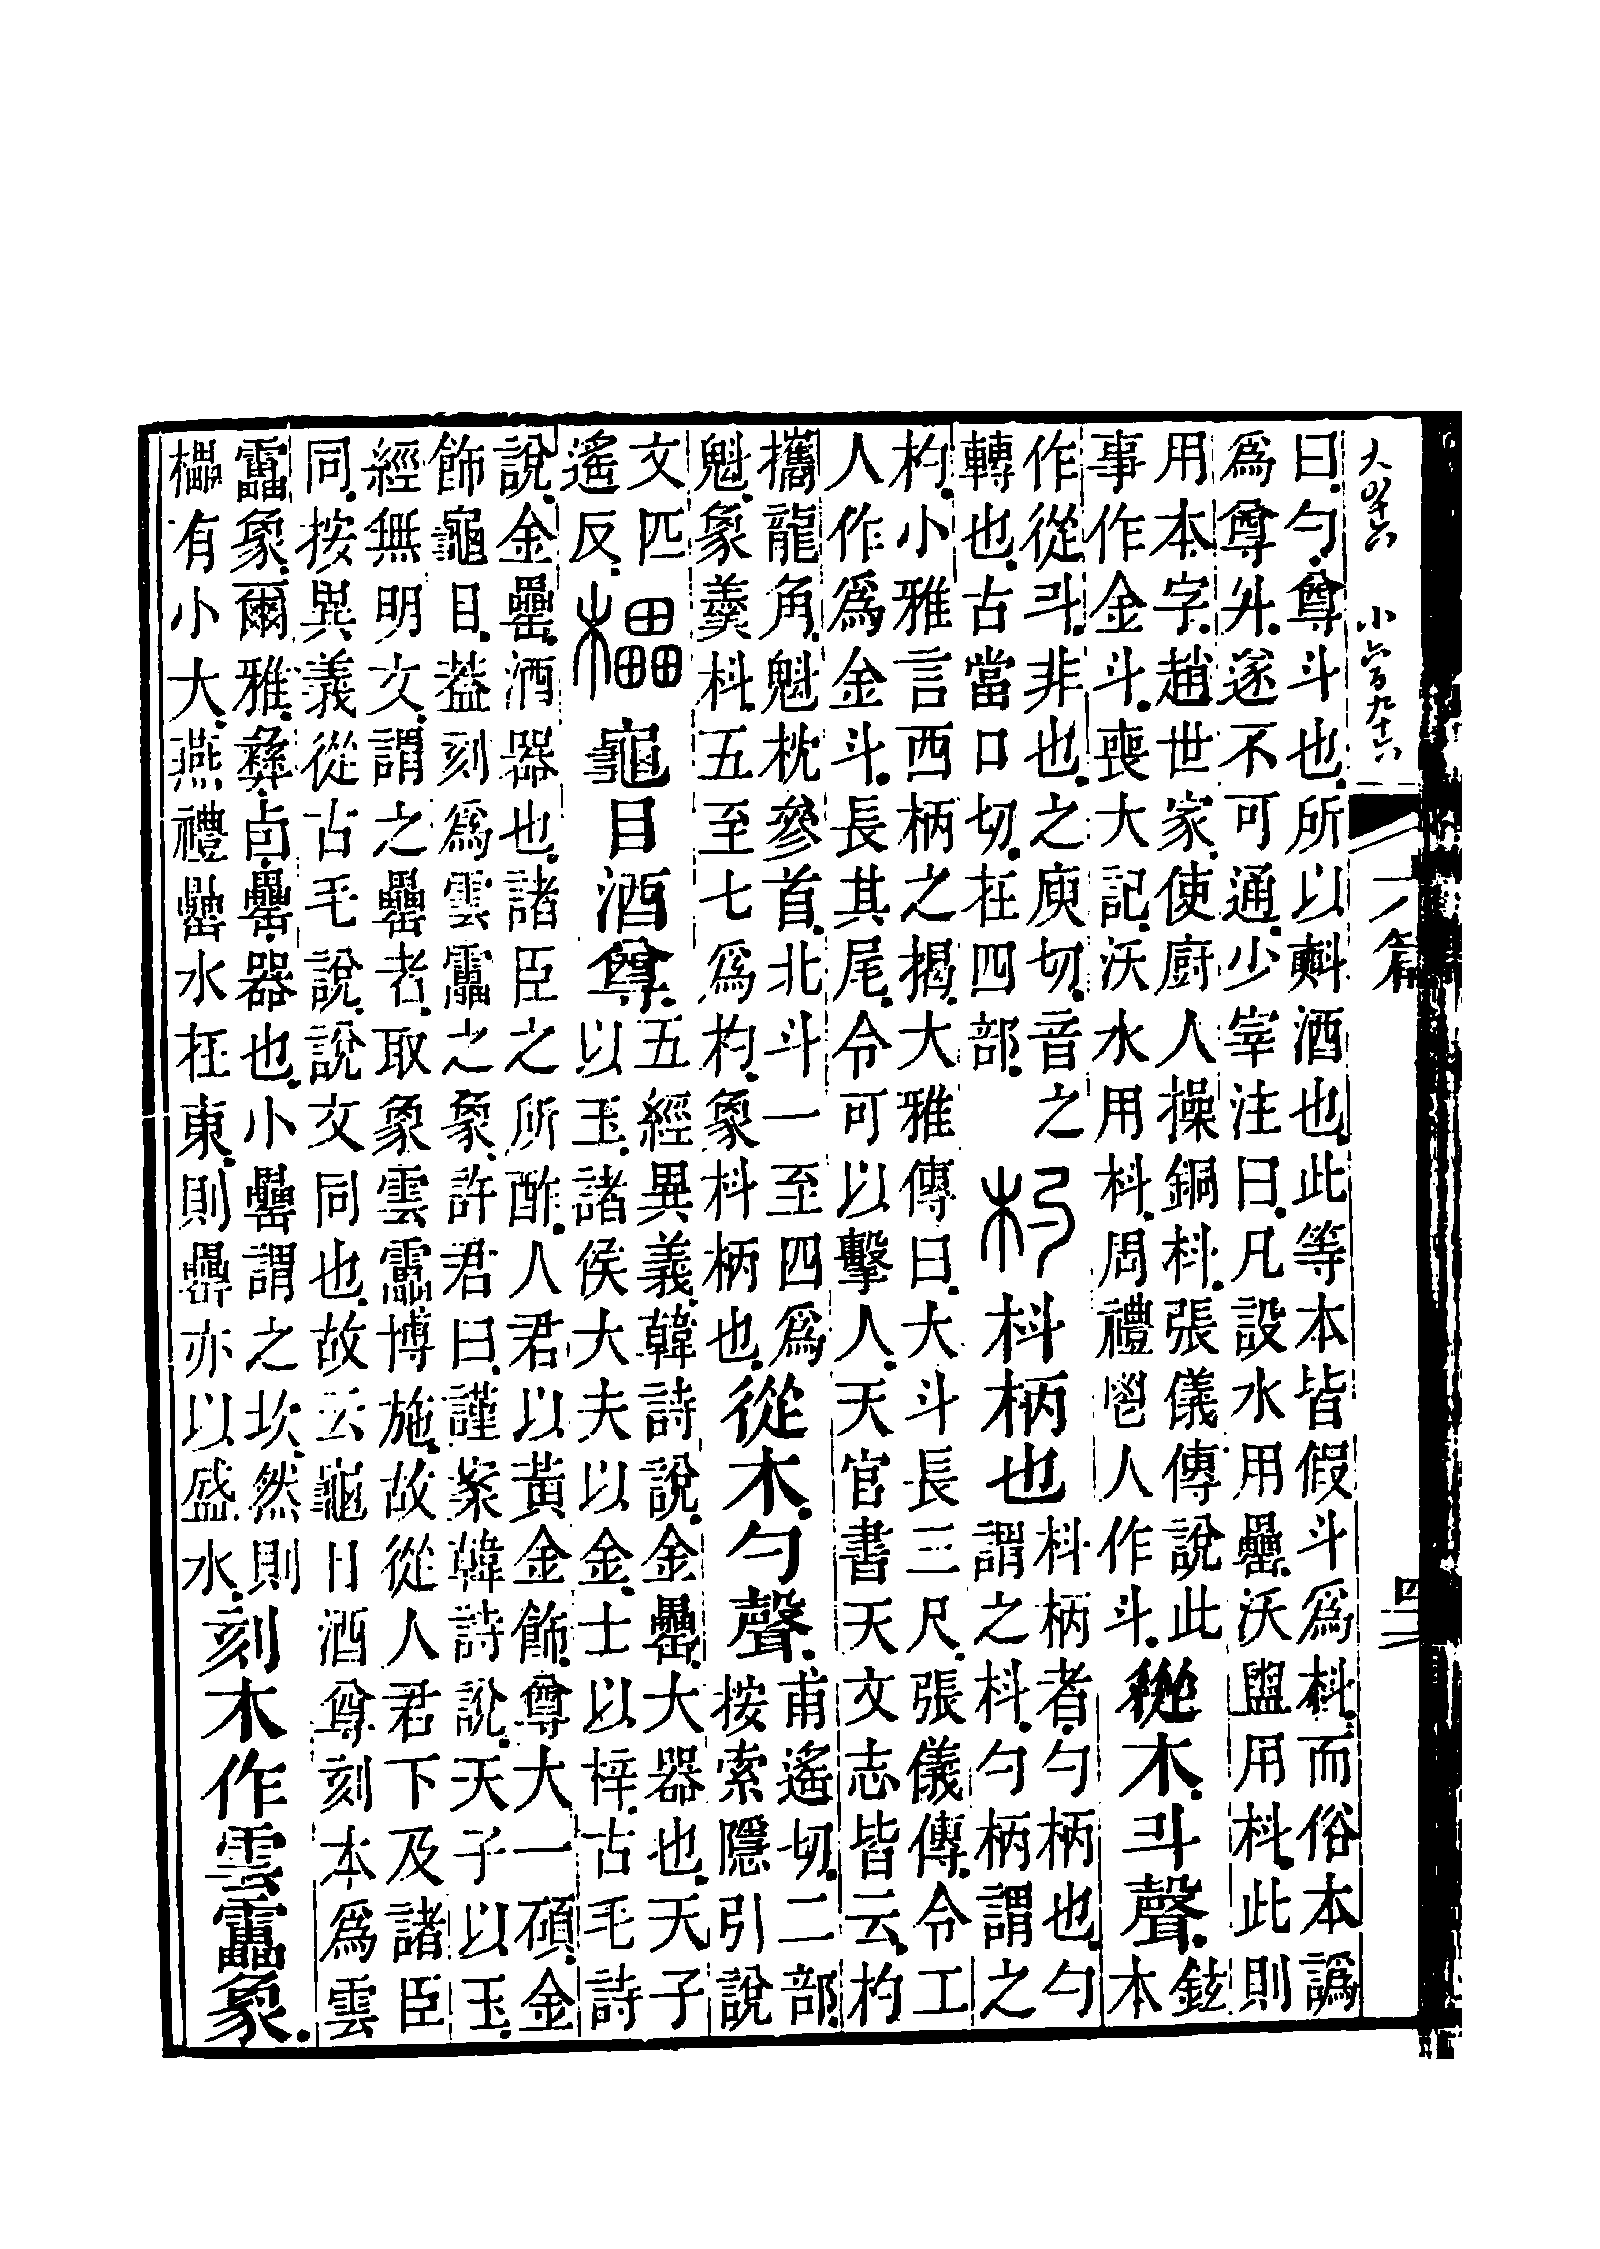 六篇
四二
曰勺尊斗也所以㪺酒也此等本皆假斗爲枓而俗本譌
爲尊升遂不可通少宰注曰凡設水用罍沃盥用枓此則
用本字趙世家使廚人操銅枓張儀傳說此
事作金斗喪大記沃水用枓周禮鬯人作斗
從木斗聲
鉉
本
作從斗非也之庾切音之
轉也古當口切在四部
杓枓柄也
枓柄者勺柄也勺
謂之枓勺柄謂之
杓小雅言西柄之揭大雅傳曰大斗長三尺張儀傳令工
人作爲金斗長其尾令可以擊人天官書天文志皆云杓
攜龍角魁枕參首北斗一至四爲
魁象羹枓五至七爲杓象枓柄也
從木勺聲
甫遙切二部
按索隱引說
文匹
遙反
櫑龜目酒尊
五經異義韓詩說金罍大器也天子
以玉諸侯大夫以金士以梓古毛詩
說金罍酒器也諸臣之所酢人君以黃金飾尊大一碩金
飾龜目葢刻爲雲靁之象許君曰謹案韓詩說天子以玉
經無明文謂之罍者取象雲靁博施故從人君下及諸臣
同按異義從古毛說說文同也故云龜目酒尊刻本爲雲
靁象爾雅彝卣罍器也小罍謂之坎然則
櫑有小大燕禮罍水在東則罍亦以盛水
刻木作雲靁象